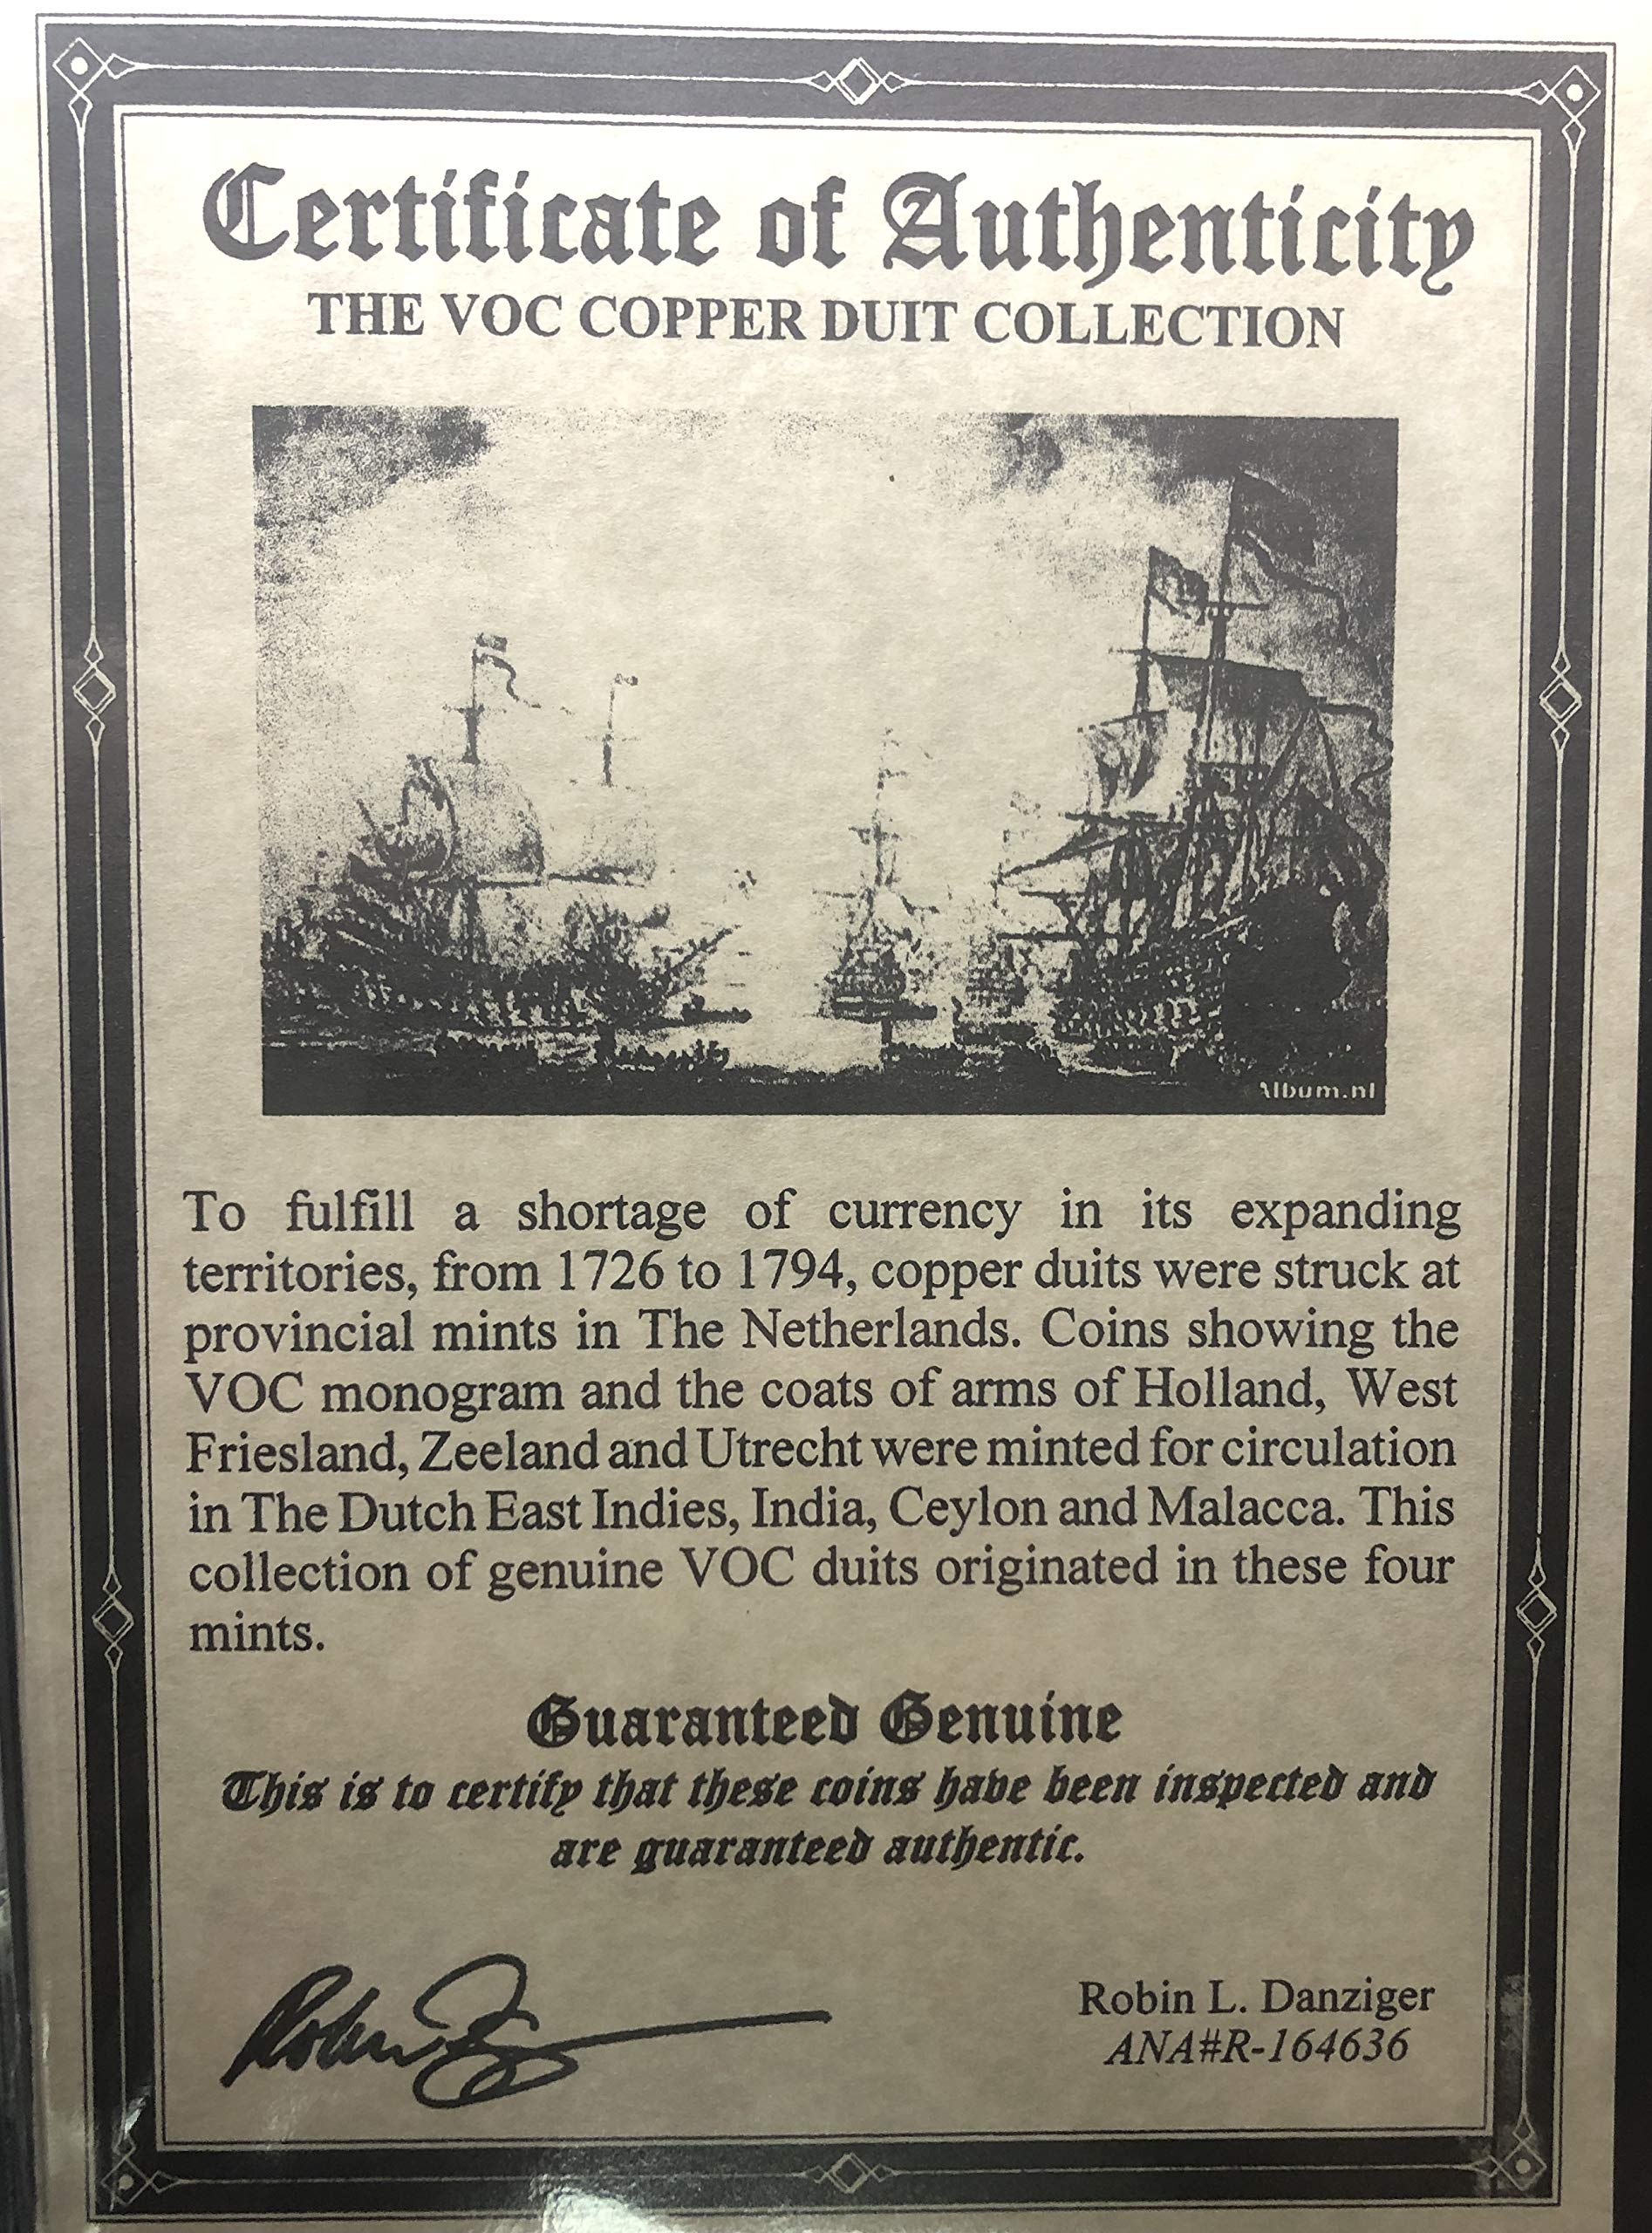 Certificate of Authenticity
THE VOC COPPER DUIT COLLECTION
Album.nl
To fulfill a shortage of currency in its expanding
territories, from 1726 to 1794, copper duits were struck at
provincial mints in The Netherlands. Coins showing the
VOC monogram and the coats of arms of Holland, West
Friesland, Zeeland and Utrecht were minted for circulation
in The Dutch East Indies, India, Ceylon and Malacca. This
collection of genuine VOC duits originated in these four
mints.
Guaranteed Genuine
This is to certify that these coins have been inspected and
are guaranteed authentic.
Robin L. Danziger
ANA#R-164636